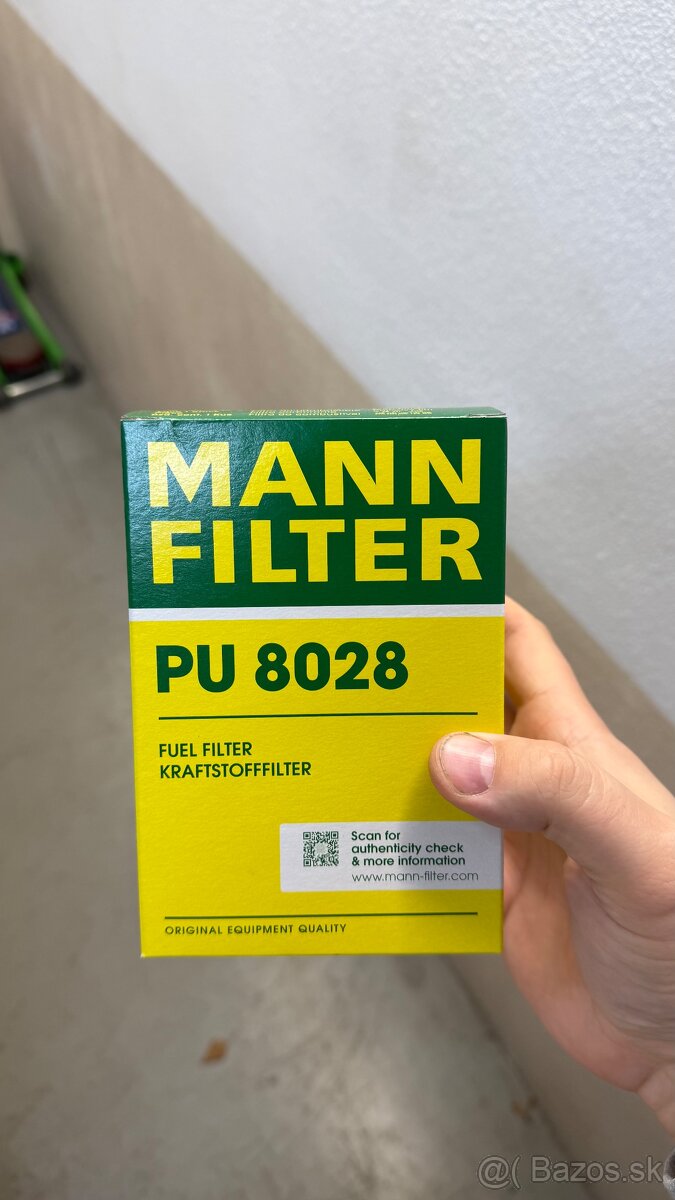 MANN
FILTER
PU 8028
FUEL FILTER
KRAFTSTOFFFILTER
Scan for
authenticity check
& more information
www.mann-filter.com
ORIGINAL EQUIPMENT QUALITY
@( Bazos.sk